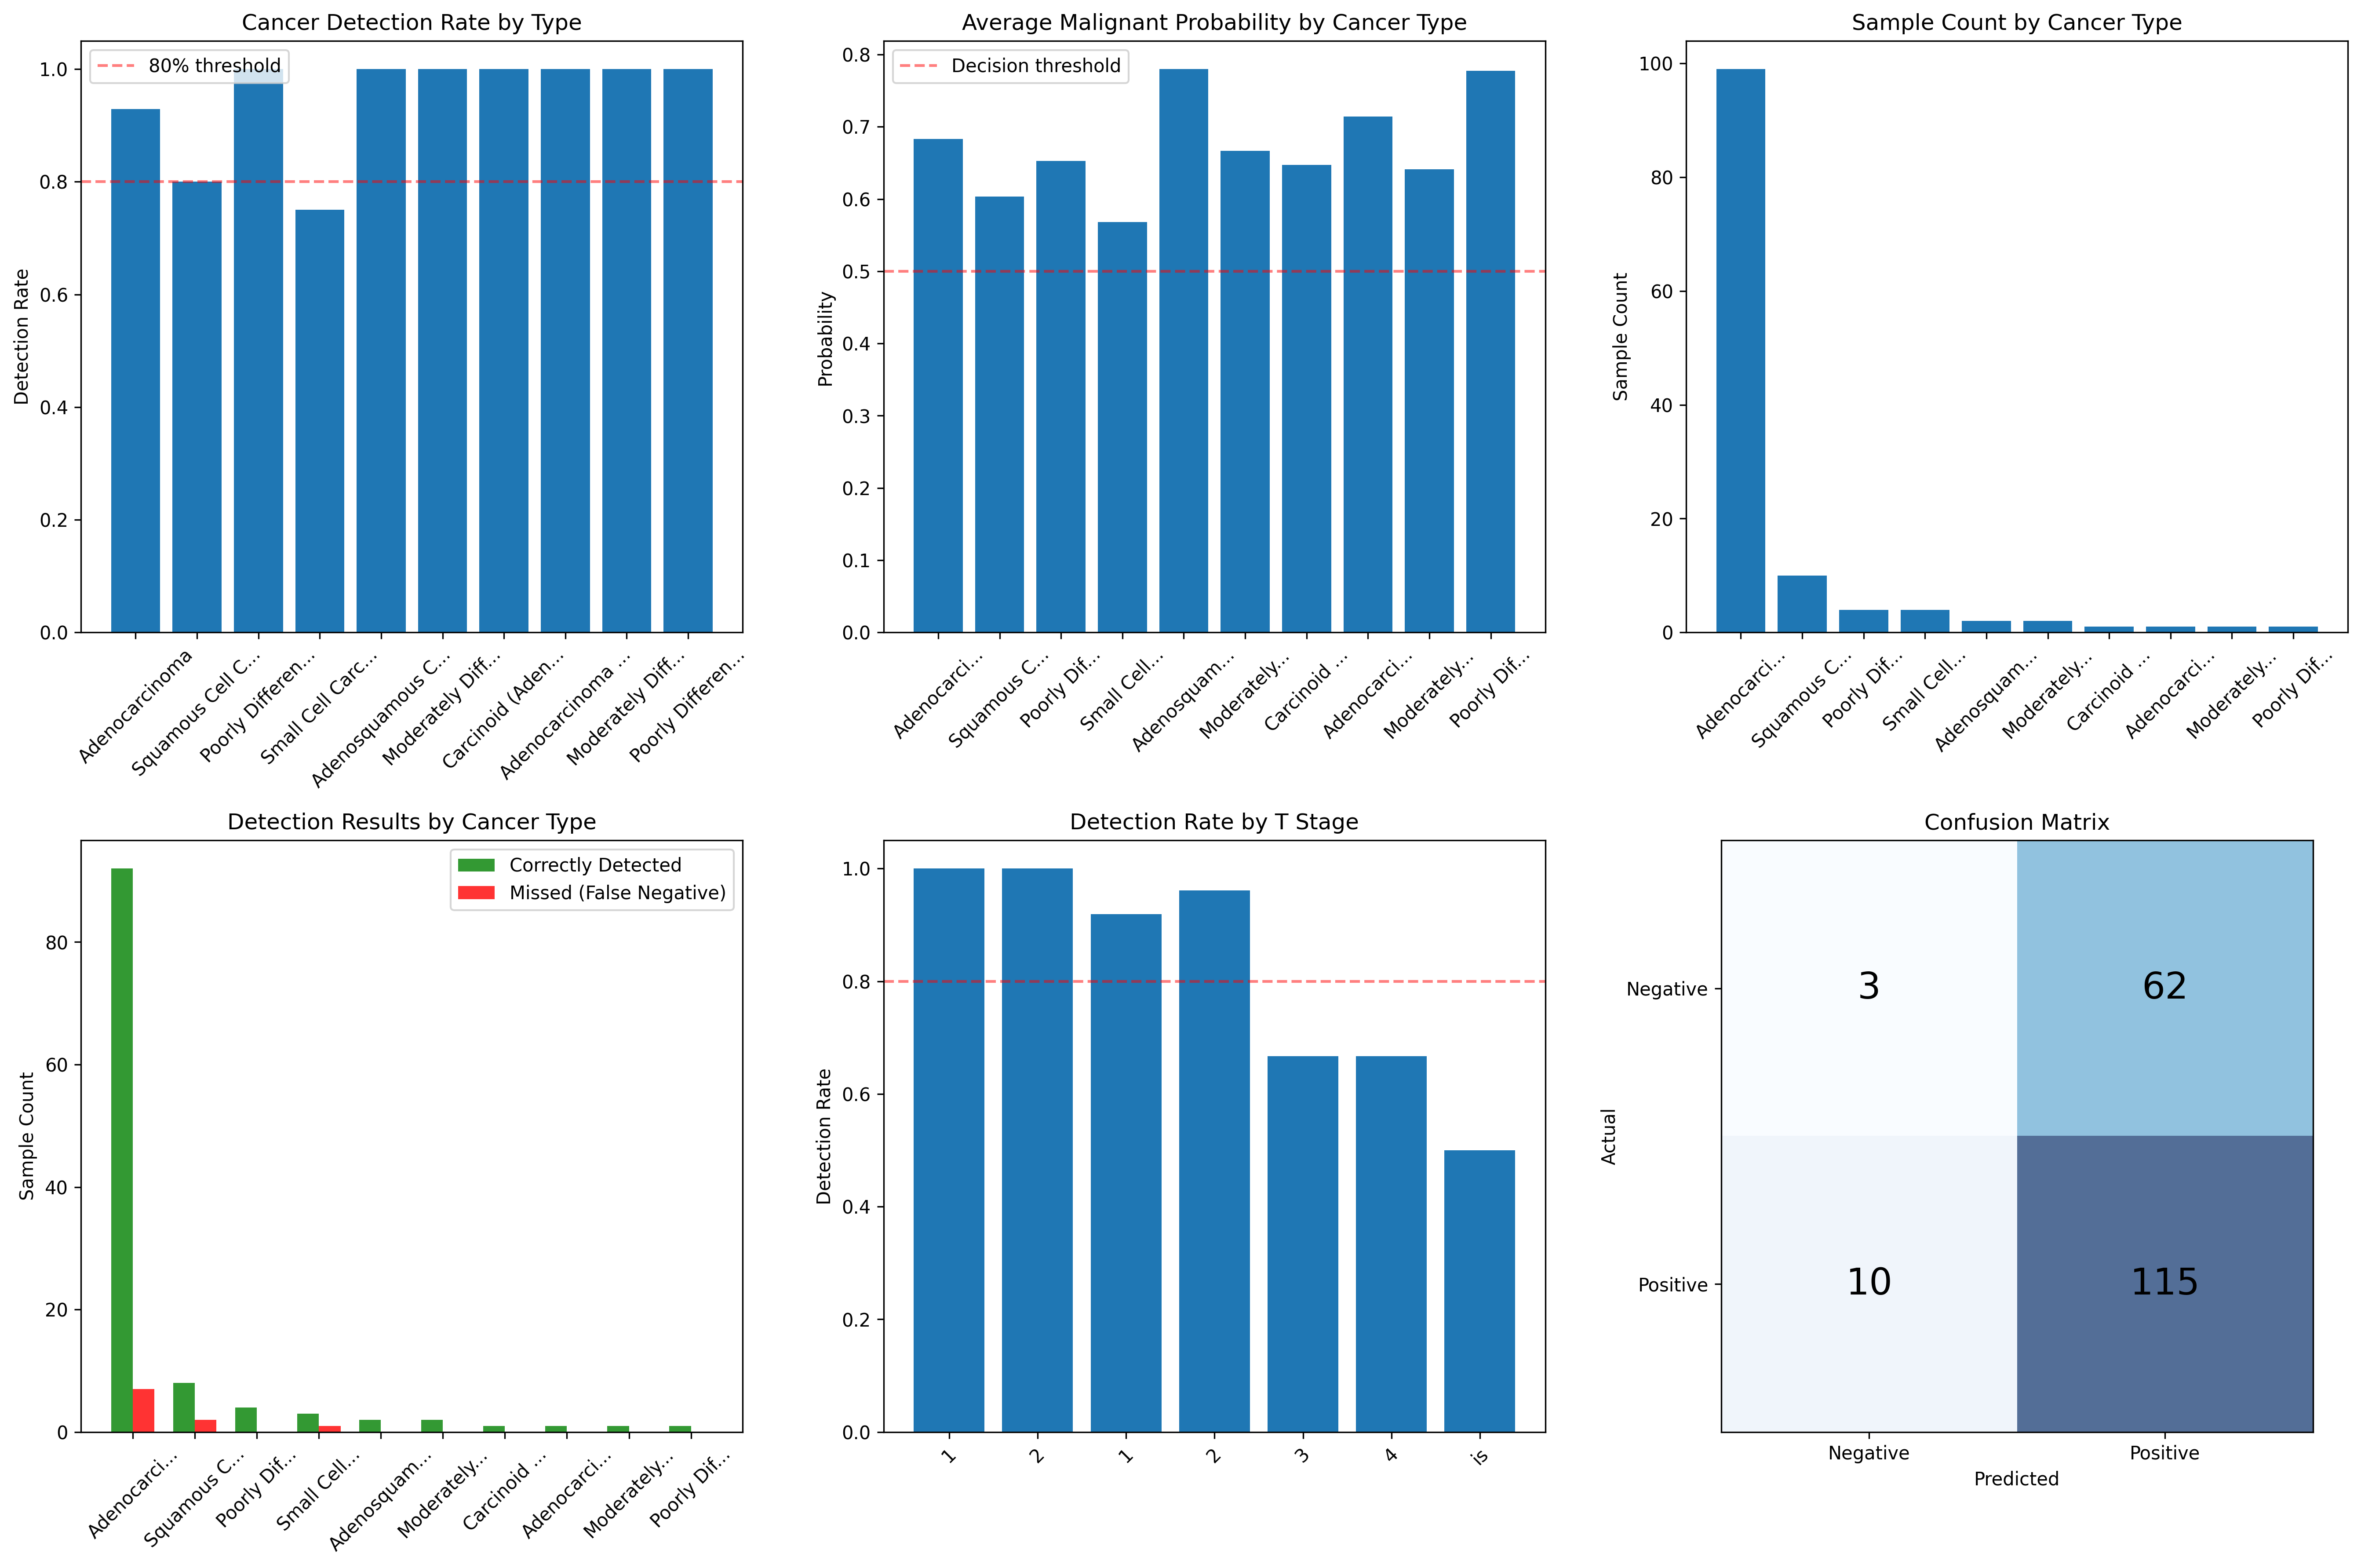 Cancer Detection Rate by Type
80% threshold
Detection Rate
1.0
0.8
0.6
0.4
0.2
0.0
Adenocarcinoma
Squamous Cell C...
Poorly Differen...
Small Cell Carc...
Adenosquamous C...
Moderately Diff...
Carcinoid (Aden...
Adenocarcinoma ...
Moderately Diff...
Poorly Differen...
Average Malignant Probability by Cancer Type
Decision threshold
Probability
0.8
0.7
0.6
0.5
0.4
0.3
0.2
0.1
0.0
Adenocarci...
Squamous C...
Poorly Dif...
Small Cell...
Adenosquam...
Moderately...
Carcinoid ...
Adenocarci...
Moderately...
Poorly Dif...
Sample Count by Cancer Type
Sample Count
100
80
60
40
20
0
Adenocarci...
Squamous C...
Poorly Dif...
Small Cell...
Adenosquam...
Moderately...
Carcinoid ...
Adenocarci...
Moderately...
Poorly Dif...
Detection Results by Cancer Type
Correctly Detected
Missed (False Negative)
Sample Count
80
60
40
20
0
Adenocarci...
Squamous C...
Poorly Dif...
Small Cell...
Adenosquam...
Moderately...
Carcinoid ...
Adenocarci...
Moderately...
Poorly Dif...
Detection Rate by T Stage
Detection Rate
1.0
0.8
0.6
0.4
0.2
0.0
1
2
1
2
3
4
is
Confusion Matrix
Actual
Negative
3 62
Positive
10 115
Negative Positive
Predicted